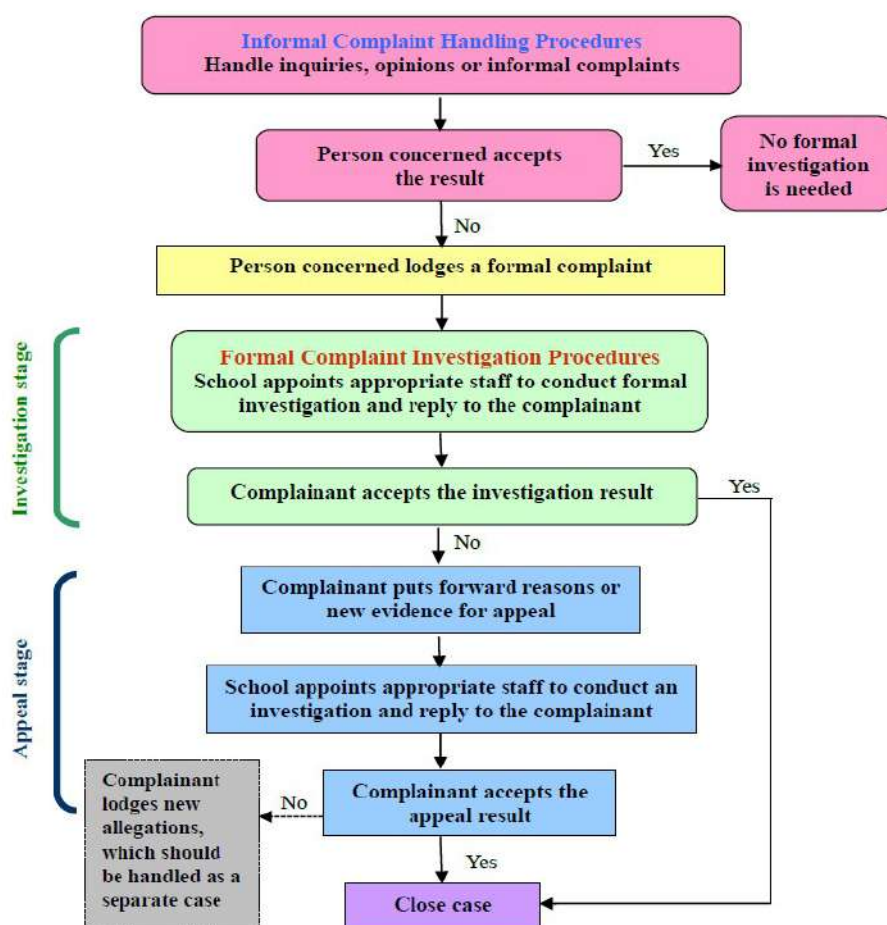 Informal Complaint Handling Procedures
Handle inquiries, opinions or informal complaints
Person concerned accepts
the result
Yes
No formal
investigation
is needed
No
Person concerned lodges a formal complaint
Investigation stage
Formal Complaint Investigation Procedures
School appoints appropriate staff to conduct formal
investigation and reply to the complainant
Complainant accepts the investigation result
Yes
No
Appeal stage
Complainant puts forward reasons or
new evidence for appeal
School appoints appropriate staff to conduct an
investigation and reply to the complainant
Complainant accepts the
appeal result
No
Complainant
lodges new
allegations,
which should
be handled as a
separate case
Yes
Close case